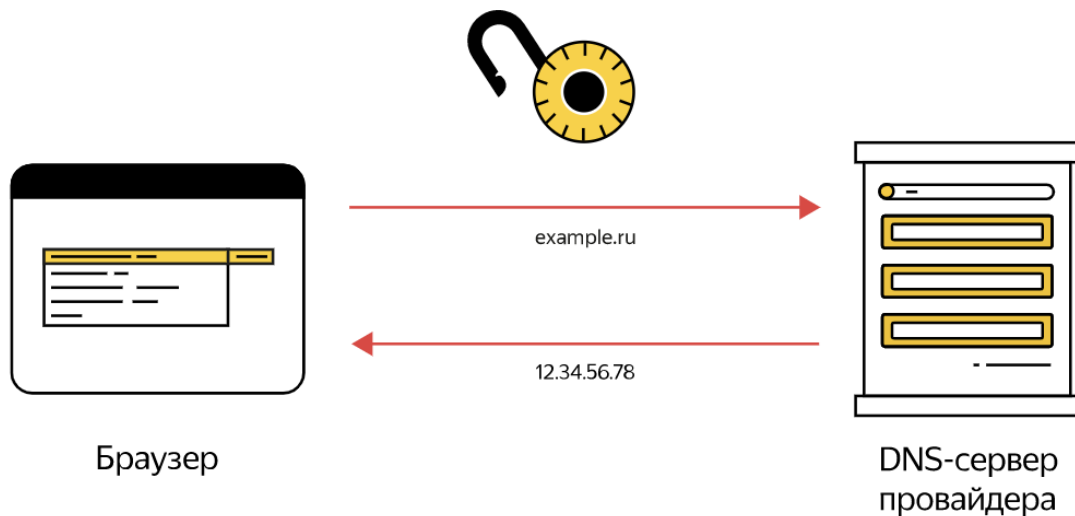 example.ru
12.34.56.78
Браузер
DNS-сервер
провайдера